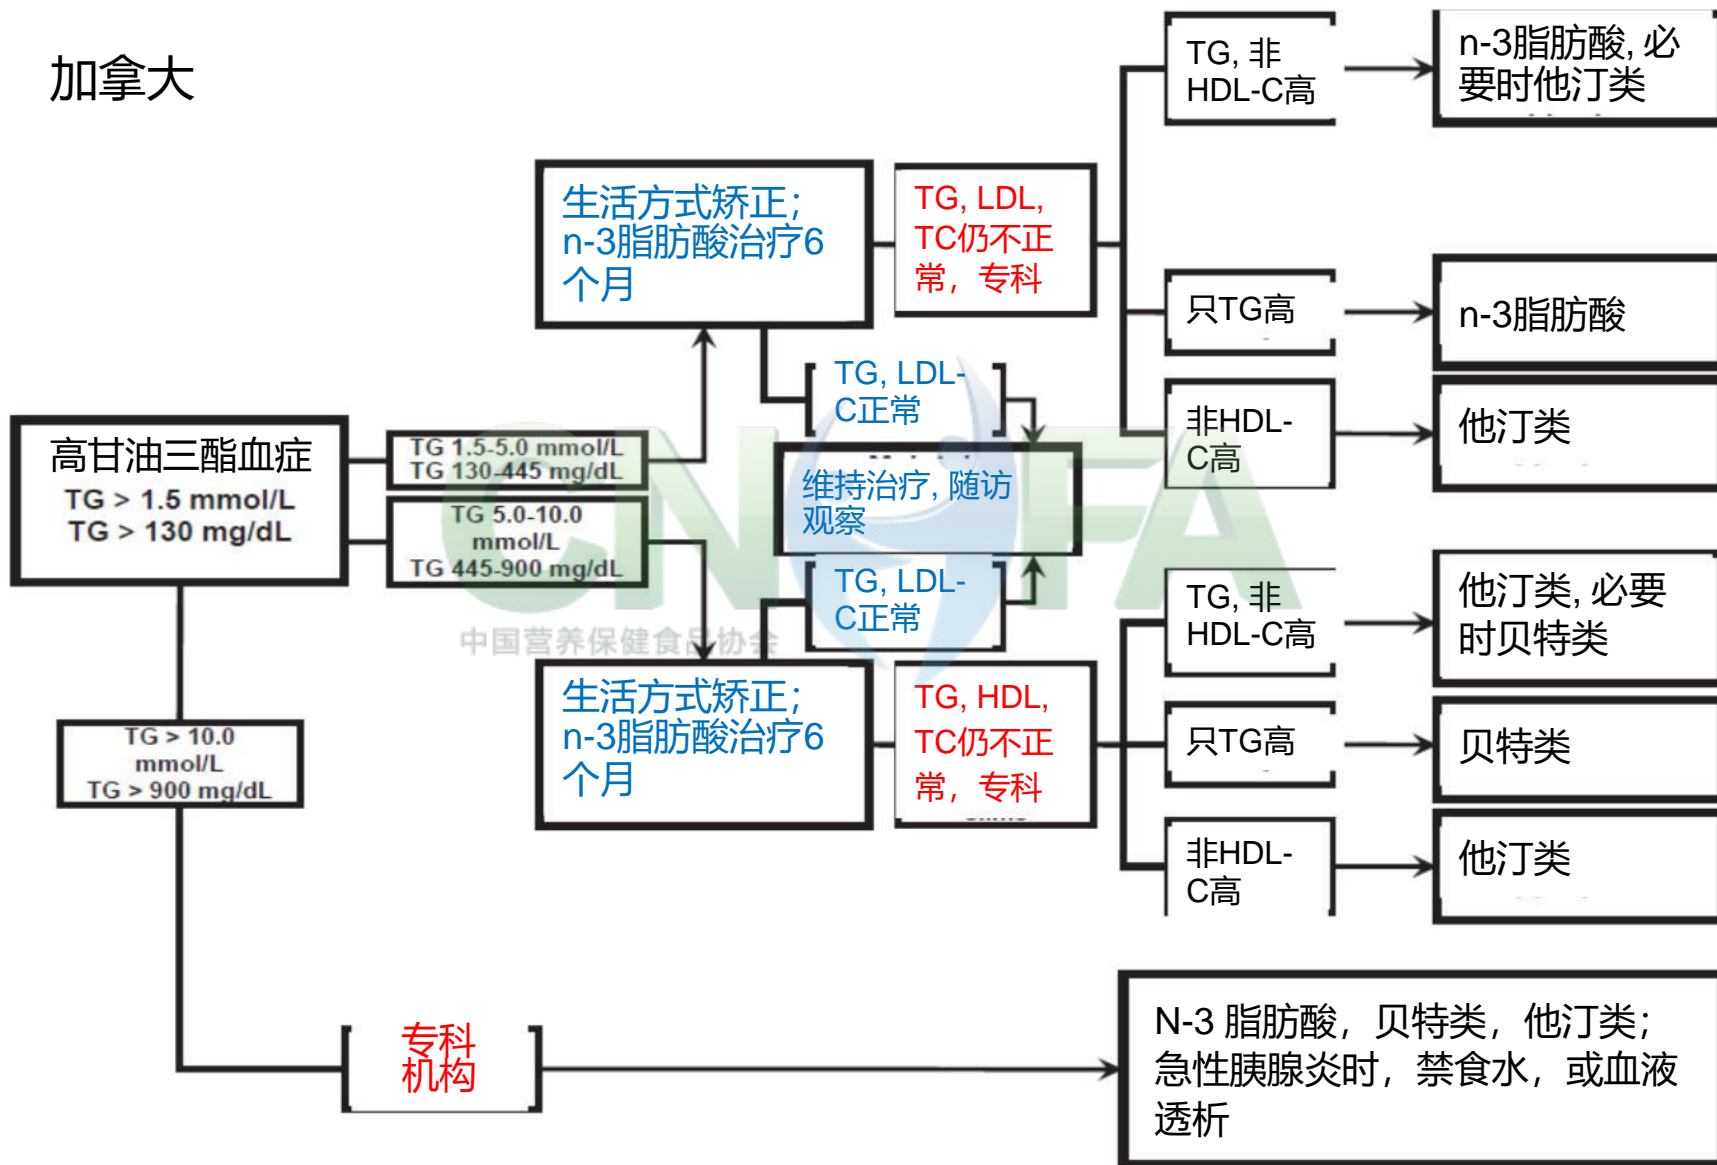 加拿大
TG, 非
HDL-C高
n-3脂肪酸, 必
要时他汀类
生活方式矫正；
n-3脂肪酸治疗6
个月
TG, LDL,
TC仍不正
常，专科
只TG高
n-3脂肪酸
TG, LDL-
C正常
非HDL-
C高
他汀类
高甘油三酯血症
TG > 1.5 mmol/L
TG > 130 mg/dL
TG 1.5-5.0 mmol/L
TG 130-445 mg/dL
TG 5.0-10.0
mmol/L
TG 445-900 mg/dL
维持治疗, 随访
观察
CNHFA
中国营养保健食品协会
TG, LDL-
C正常
TG, 非
HDL-C高
他汀类, 必要
时贝特类
生活方式矫正；
n-3脂肪酸治疗6
个月
TG, HDL,
TC仍不正
常，专科
只TG高
贝特类
TG > 10.0
mmol/L
TG > 900 mg/dL
非HDL-
C高
他汀类
专科
机构
N-3 脂肪酸，贝特类，他汀类；
急性胰腺炎时，禁食水，或血液
透析